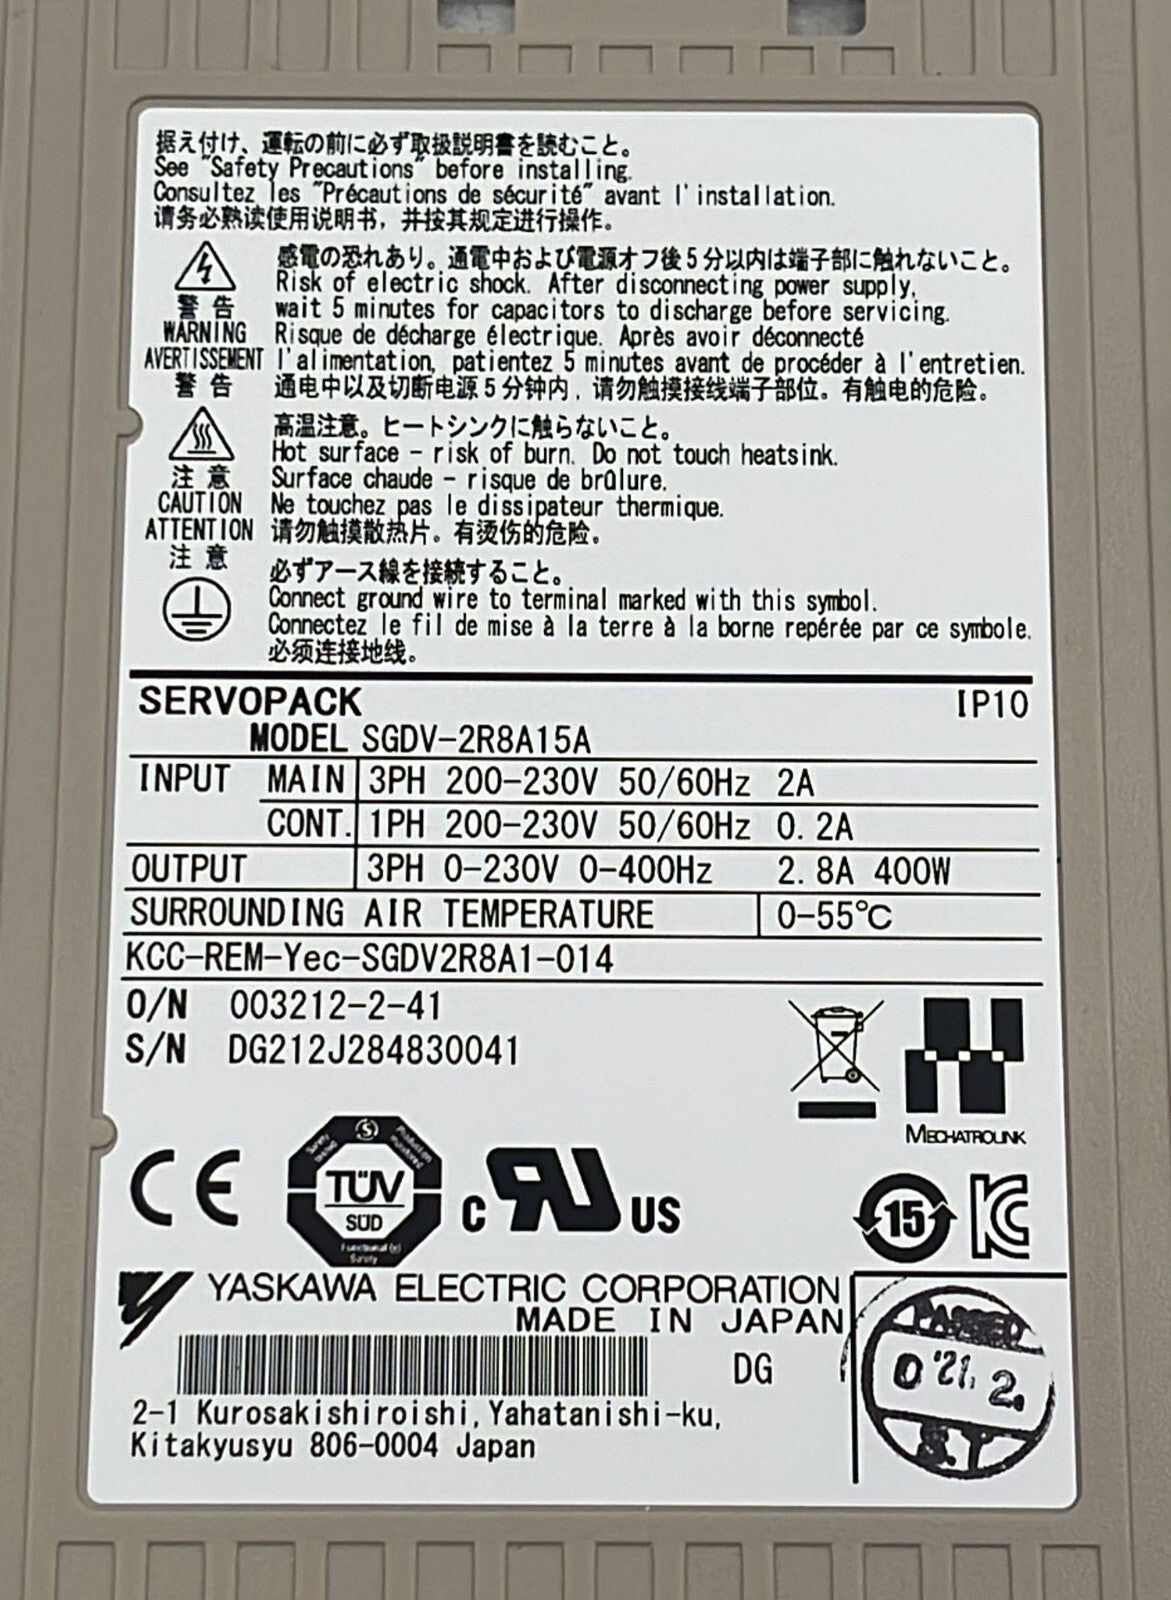 据え付け、運転の前に必ず取扱説明書を読むこと。
See "Safety Precautions" before installing.
Consultez les "Précautions de sécurité" avant l'installation.
请务必熟读使用说明书，并按其规定进行操作。
警告
WARNING
AVERTISSEMENT
警告
感電の恐れあり。通電中および電源オフ後5分以内は端子部に触れないこと。
Risk of electric shock. After disconnecting power supply,
wait 5 minutes for capacitors to discharge before servicing.
Risque de décharge électrique. Après avoir déconnecté
l'alimentation, patientez 5 minutes avant de procéder à l'entretien.
通电中以及切断电源5分钟内，请勿触摸接线端子部位。有触电的危险。
注意
CAUTION
ATTENTION
注意
高温注意。ヒートシンクに触らないこと。
Hot surface - risk of burn. Do not touch heatsink.
Surface chaude - risque de brûlure.
Ne touchez pas le dissipateur thermique.
请勿触摸散热片。有烫伤的危险。
必ずアース線を接続すること。
Connect ground wire to terminal marked with this symbol.
Connectez le fil de mise à la terre à la borne repérée par ce symbole.
必须连接地线。
SERVOPACK IP10
MODEL SGDV-2R8A15A
INPUT MAIN 3PH 200-230V 50/60Hz 2A
CONT. 1PH 200-230V 50/60Hz 0.2A
OUTPUT 3PH 0-230V 0-400Hz 2.8A 400W
SURROUNDING AIR TEMPERATURE 0-55℃
KCC-REM-Yec-SGDV2R8A1-014
O/N 003212-2-41
S/N DG212J284830041
MECHATROLINK
CE
TÜV
SÜD
Functional
Safety
c RU US
15
KC
YASKAWA ELECTRIC CORPORATION
MADE IN JAPAN
DG
2-1 Kurosakishiroishi, Yahatanishi-ku,
Kitakyusyu 806-0004 Japan
PASSED
0 '21. 2.